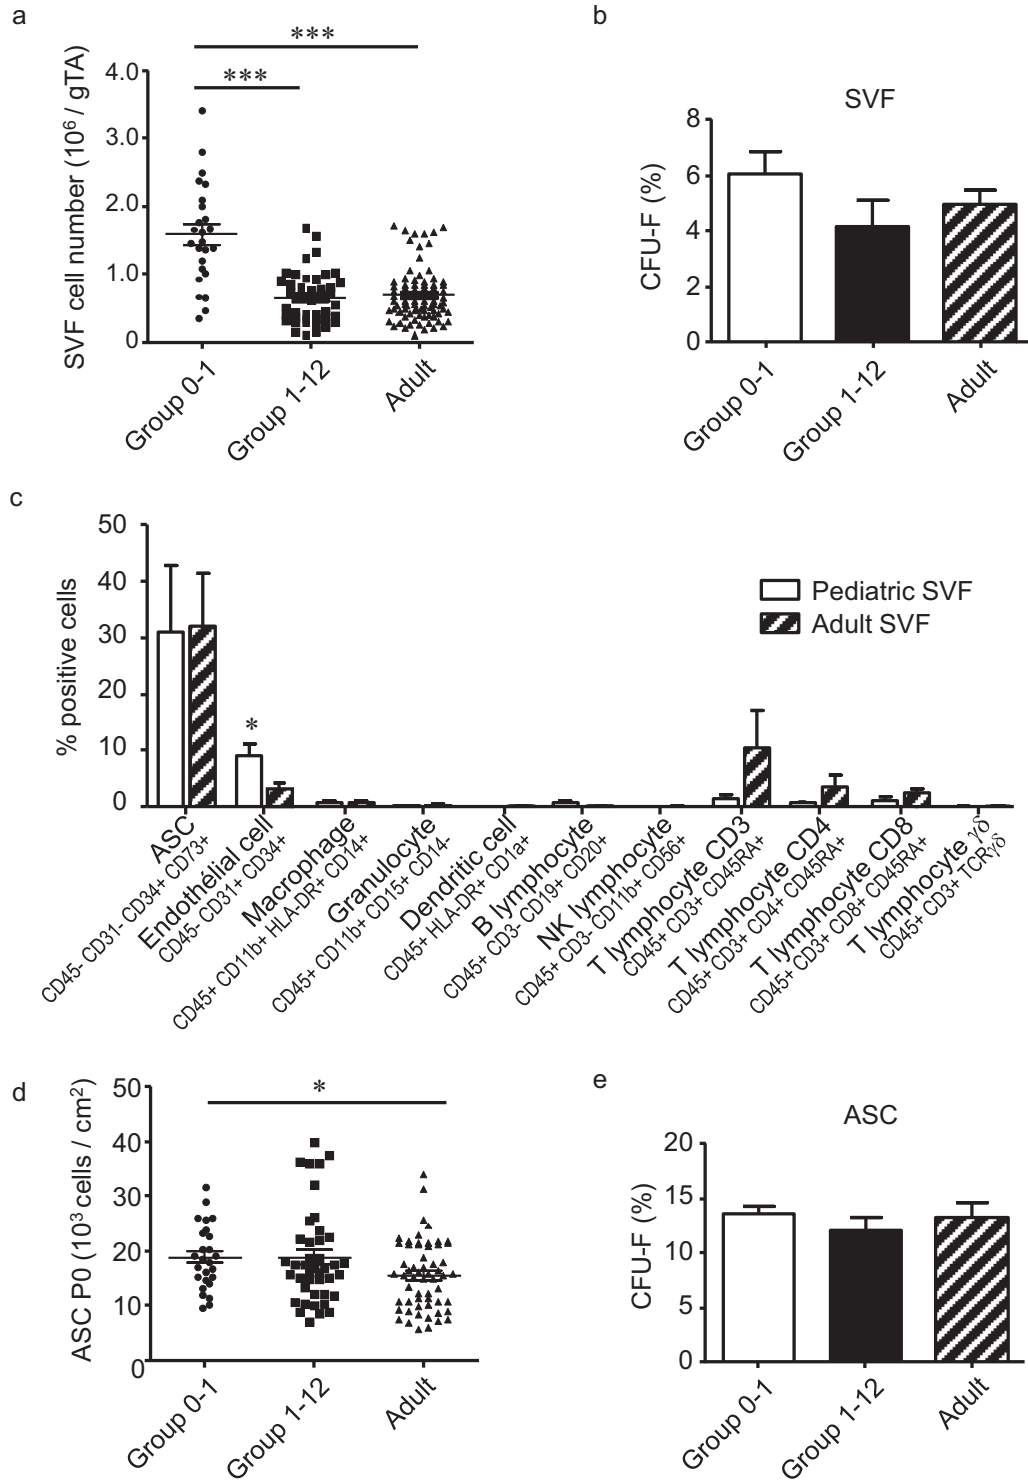 a
***
***
SVF cell number (10⁶ / gTA)
4.0
3.0
2.0
1.0
0
Group 0-1
Group 1-12
Adult
b
SVF
CFU-F (%)
8
6
4
2
0
Group 0-1
Group 1-12
Adult
c
% positive cells
50
40
30
20
10
0
*
Pediatric SVF
Adult SVF
ASC
CD45- CD31- CD34+ CD73+
Endothélial cell
CD45- CD31+ CD34+
Macrophage
CD45+ CD11b+ HLA-DR+ CD14+
Granulocyte
CD45+ CD11b+ CD15+ CD14-
Dendritic cell
CD45+ HLA-DR+ CD1a+
B lymphocyte
CD45+ CD3- CD19+ CD20+
NK lymphocyte
CD45+ CD3- CD11b+ CD56+
T lymphocyte CD3
CD45+ CD3+ CD45RA+
T lymphocyte CD4
CD45+ CD3+ CD4+ CD45RA+
T lymphocyte CD8
CD45+ CD3+ CD8+ CD45RA+
T lymphocyte γδ
CD45+ CD3+ TCRγδ
d
*
ASC P0 (10³ cells / cm²)
50
40
30
20
10
0
Group 0-1
Group 1-12
Adult
e
ASC
CFU-F (%)
20
15
10
5
0
Group 0-1
Group 1-12
Adult